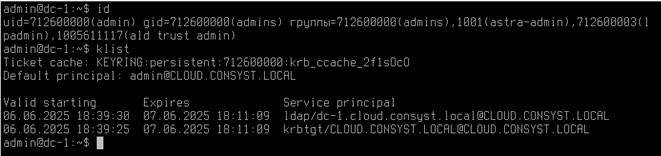 admin@dc-1:~$ id
uid=712600000(admin) gid=712600000(admins) группы=712600000(admins),1001(astra-admin),712600003(l
padmin),1005611117(ald trust admin)
admin@dc-1:~$ klist
Ticket cache: KEYRING:persistent:712600000:krb_ccache_2f1sOcO
Default principal: admin@CLOUD.CONSYST.LOCAL

Valid starting       Expires              Service principal
06.06.2025 18:39:30  07.06.2025 18:11:09  ldap/dc-1.cloud.consyst.local@CLOUD.CONSYST.LOCAL
06.06.2025 18:39:25  07.06.2025 18:11:09  krbtgt/CLOUD.CONSYST.LOCAL@CLOUD.CONSYST.LOCAL
admin@dc-1:~$